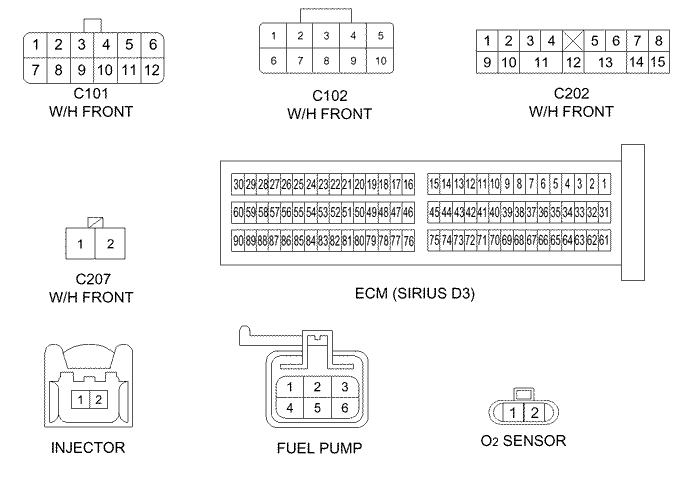 1 2 3 4 5 6
7 8 9 10 11 12
C101
W/H FRONT
1 2 3 4 5
6 7 8 9 10
C102
W/H FRONT
1 2 3 4 5 6 7 8
9 10 11 12 13 14 15
C202
W/H FRONT
1 2
C207
W/H FRONT
30 29 28 27 26 25 24 23 22 21 20 19 18 17 16 15 14 13 12 11 10 9 8 7 6 5 4 3 2 1
60 59 58 57 56 55 54 53 52 51 50 49 48 47 46 45 44 43 42 41 40 39 38 37 36 35 34 33 32 31
90 89 88 87 86 85 84 83 82 81 80 79 78 77 76 75 74 73 72 71 70 69 68 67 66 65 64 63 62 61
ECM (SIRIUS D3)
1 2
INJECTOR
1 2 3
4 5 6
FUEL PUMP
1 2
O2 SENSOR